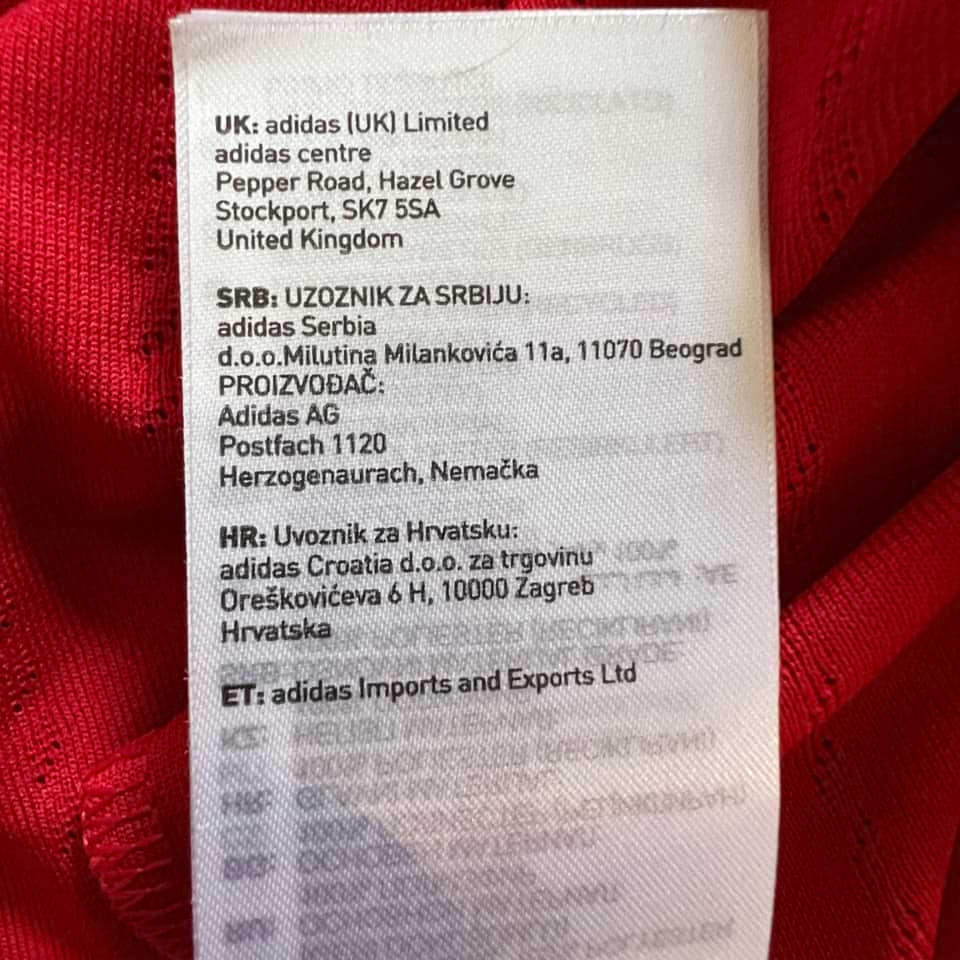 UK: adidas (UK) Limited
adidas centre
Pepper Road, Hazel Grove
Stockport, SK7 5SA
United Kingdom
SRB: UZOZNIK ZA SRBIJU:
adidas Serbia
d.o.o.Milutina Milankovića 11a, 11070 Beograd
PROIZVOĐAČ:
Adidas AG
Postfach 1120
Herzogenaurach, Nemačka
HR: Uvoznik za Hrvatsku:
adidas Croatia d.o.o. za trgovinu
Oreškovićeva 6 H, 10000 Zagreb
Hrvatska
ET: adidas Imports and Exports Ltd